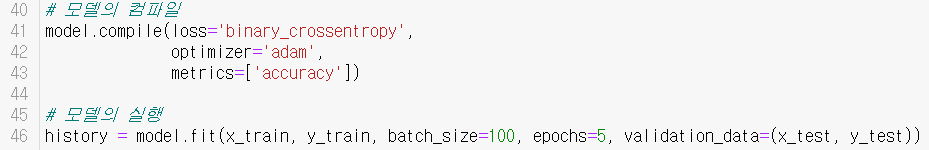 40 # 모델의 컴파일
41 model.compile(loss='binary_crossentropy',
42               optimizer='adam',
43               metrics=['accuracy'])
44
45 # 모델의 실행
46 history = model.fit(x_train, y_train, batch_size=100, epochs=5, validation_data=(x_test, y_test))